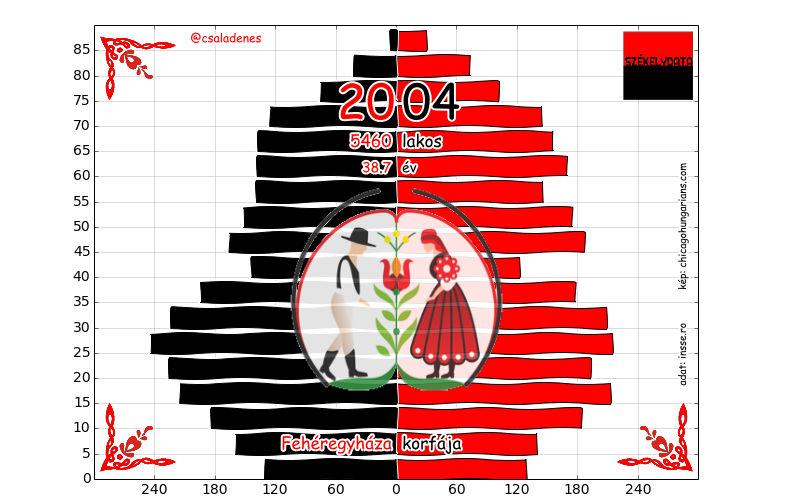 @csaladenes
SZÉKELYDATA
2004
5460 lakos
38.7 év
kép: chicagohungarians.com
adat: insse.ro
Fehéregyháza korfája
85
80
75
70
65
60
55
50
45
40
35
30
25
20
15
10
5
0
240 180 120 60 0 60 120 180 240